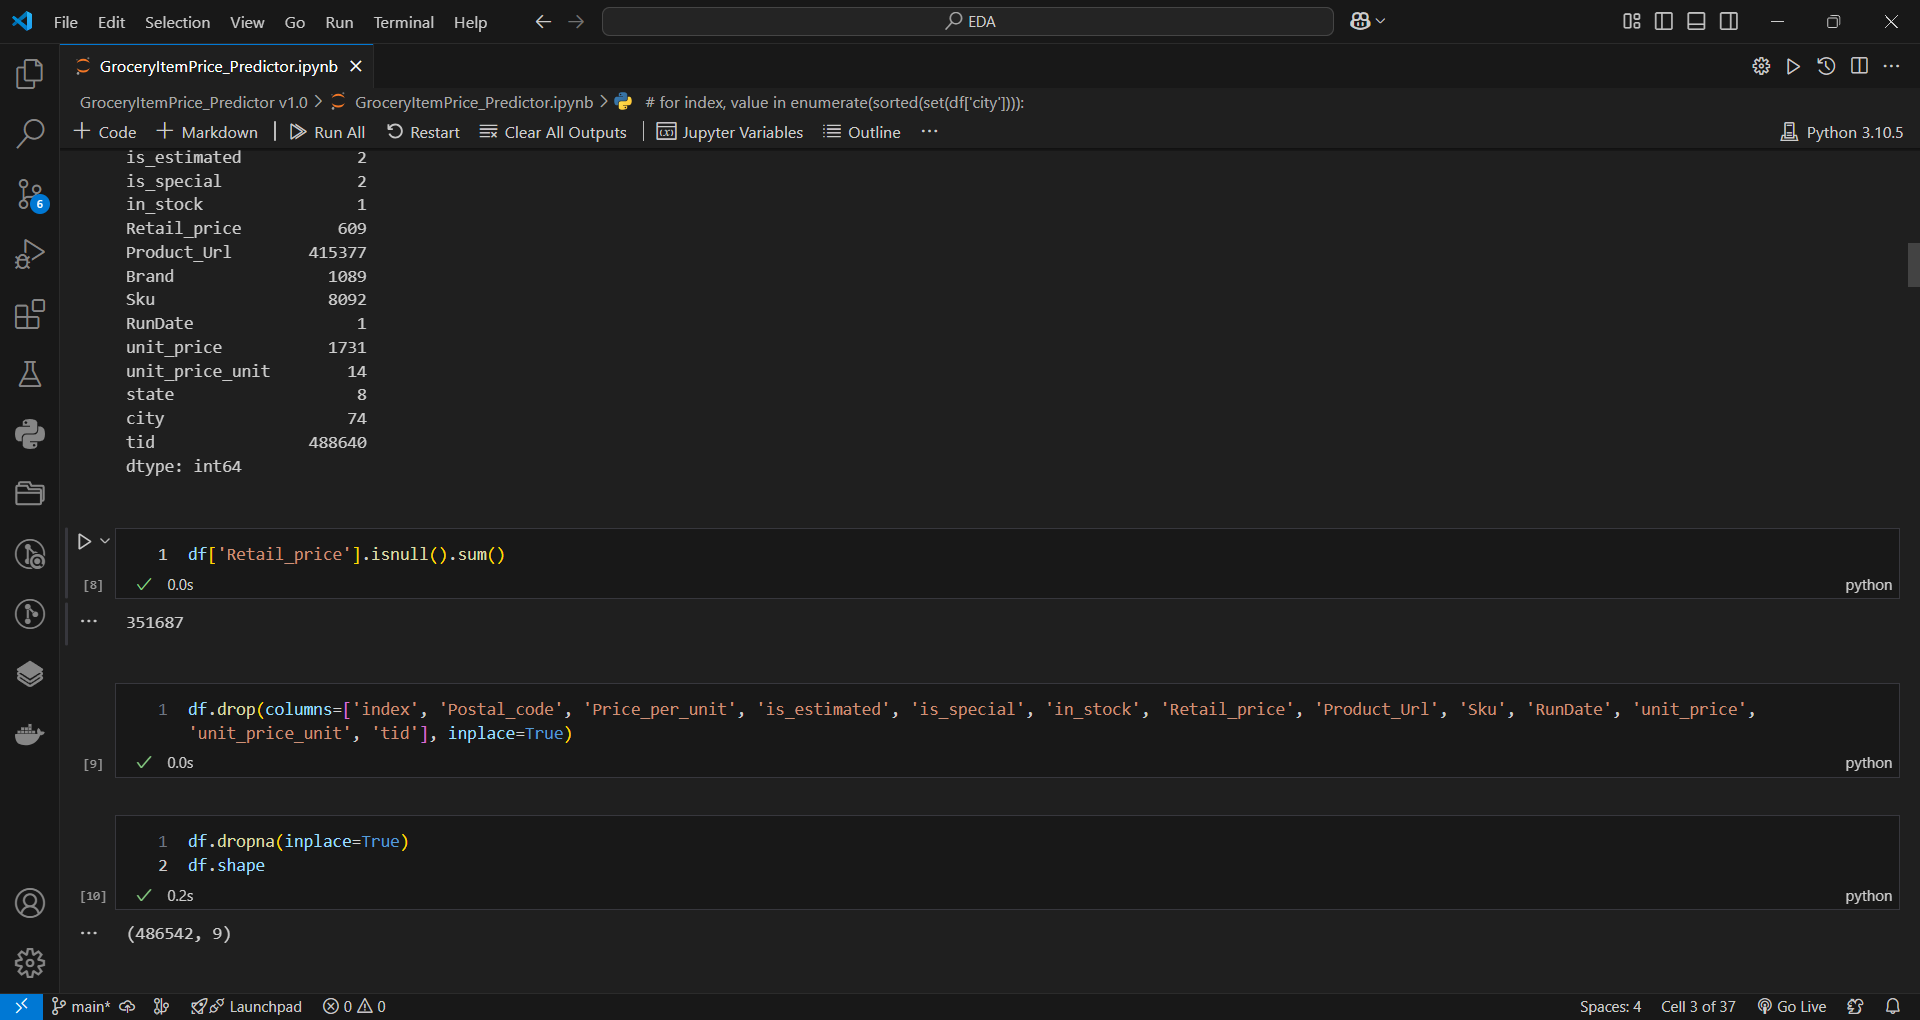 File Edit Selection View Go Run Terminal Help
EDA
GroceryItemPrice_Predictor.ipynb
GroceryItemPrice_Predictor v1.0 > GroceryItemPrice_Predictor.ipynb > # for index, value in enumerate(sorted(set(df['city']))):
+ Code + Markdown | Run All Restart Clear All Outputs | Jupyter Variables Outline ...
Python 3.10.5
is_estimated 2
is_special 2
in_stock 1
Retail_price 609
Product_Url 415377
Brand 1089
Sku 8092
RunDate 1
unit_price 1731
unit_price_unit 14
state 8
city 74
tid 488640
dtype: int64
6
1 df['Retail_price'].isnull().sum()
[8] 0.0s python
... 351687
1 df.drop(columns=['index', 'Postal_code', 'Price_per_unit', 'is_estimated', 'is_special', 'in_stock', 'Retail_price', 'Product_Url', 'Sku', 'RunDate', 'unit_price',
'unit_price_unit', 'tid'], inplace=True)
[9] 0.0s python
1 df.dropna(inplace=True)
2 df.shape
[10] 0.2s python
... (486542, 9)
main* Launchpad 0 0 Spaces: 4 Cell 3 of 37 Go Live